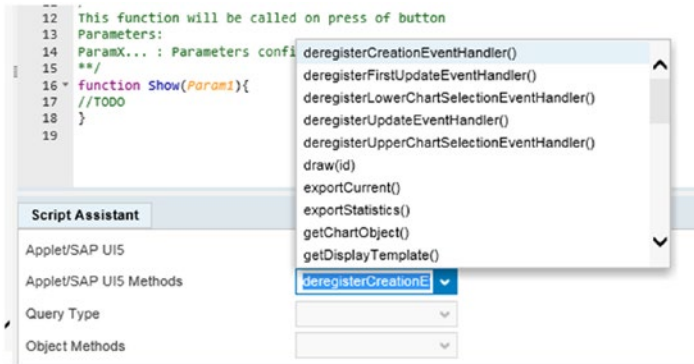 12 This function will be called on press of button
13 Parameters:
14 ParamX... : Parameters confi
15 **/
16 function Show(Param1){
17 //TODO
18 }
19
deregisterCreationEventHandler()
deregisterFirstUpdateEventHandler()
deregisterLowerChartSelectionEventHandler()
deregisterUpdateEventHandler()
deregisterUpperChartSelectionEventHandler()
draw(id)
exportCurrent()
exportStatistics()
getChartObject()
getDisplayTemplate()
Script Assistant
Applet/SAP UI5
Applet/SAP UI5 Methods
deregisterCreationE
Query Type
Object Methods